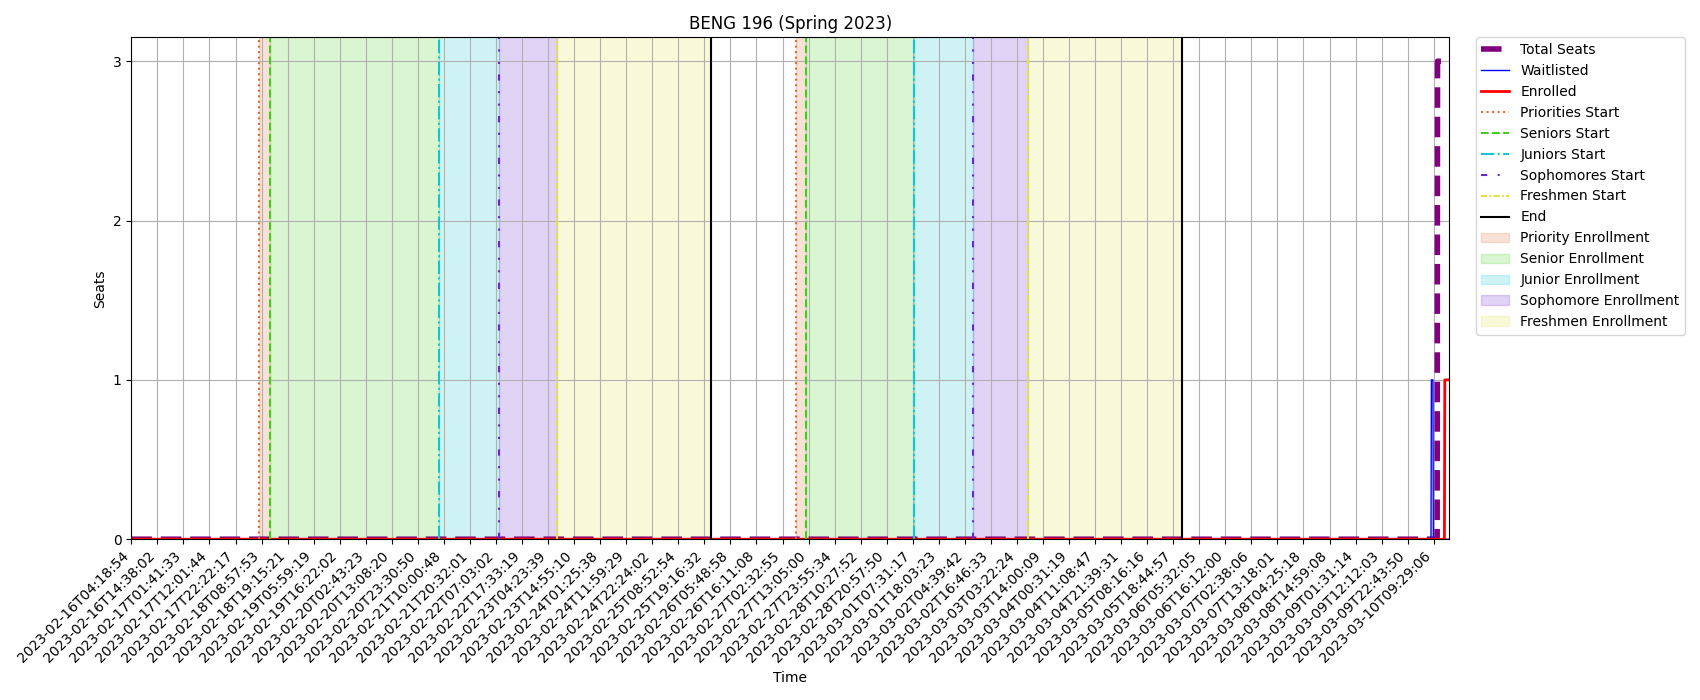 BENG 196 (Spring 2023)
3
2
1
0
Seats
2023-02-16T04:18:54
2023-02-16T14:38:02
2023-02-17T01:41:33
2023-02-17T12:01:44
2023-02-17T22:22:17
2023-02-18T08:57:53
2023-02-18T19:15:21
2023-02-19T05:59:19
2023-02-19T16:22:02
2023-02-20T02:43:23
2023-02-20T13:08:20
2023-02-20T23:30:50
2023-02-21T10:00:48
2023-02-21T20:32:01
2023-02-22T07:03:02
2023-02-22T17:33:19
2023-02-23T04:23:39
2023-02-23T14:55:10
2023-02-24T01:25:38
2023-02-24T11:59:29
2023-02-24T22:24:02
2023-02-25T08:52:54
2023-02-25T19:16:32
2023-02-26T05:48:58
2023-02-26T16:11:08
2023-02-27T02:32:55
2023-02-27T13:05:00
2023-02-27T23:55:34
2023-02-28T10:27:52
2023-02-28T20:57:50
2023-03-01T07:31:17
2023-03-01T18:03:23
2023-03-02T04:39:42
2023-03-02T16:46:33
2023-03-03T03:22:24
2023-03-03T14:00:09
2023-03-04T00:31:19
2023-03-04T11:08:47
2023-03-04T21:39:31
2023-03-05T08:16:16
2023-03-05T18:44:57
2023-03-06T05:32:05
2023-03-06T16:12:00
2023-03-07T02:38:06
2023-03-07T13:18:01
2023-03-08T04:25:18
2023-03-08T14:59:08
2023-03-09T01:31:14
2023-03-09T12:12:03
2023-03-09T22:43:50
2023-03-10T09:29:06
Time
Total Seats
Waitlisted
Enrolled
Priorities Start
Seniors Start
Juniors Start
Sophomores Start
Freshmen Start
End
Priority Enrollment
Senior Enrollment
Junior Enrollment
Sophomore Enrollment
Freshmen Enrollment